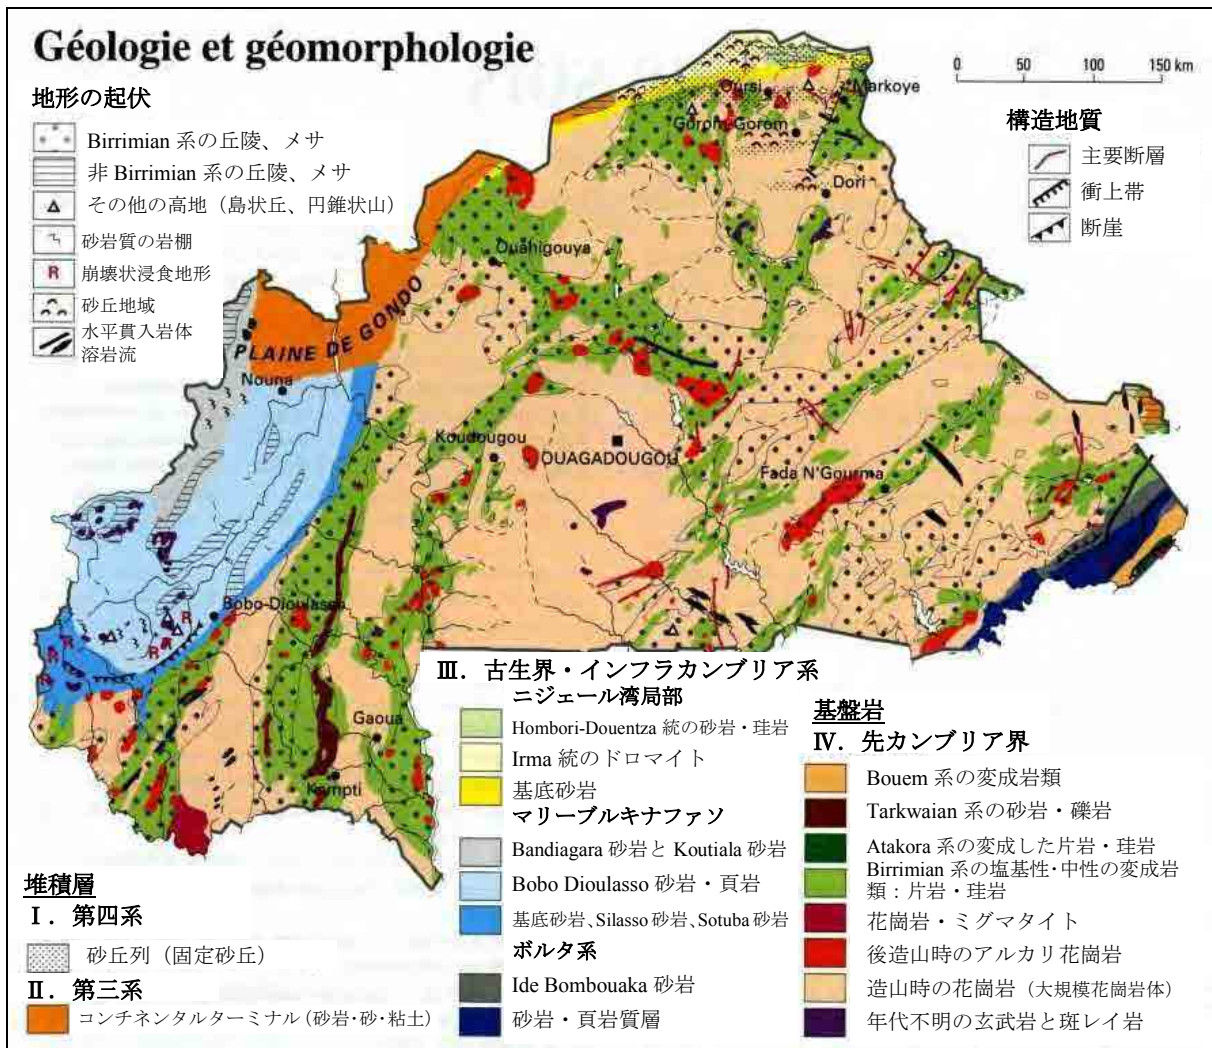 Géologie et géomorphologie
地形の起伏
Birrimian 系の丘陵、メサ
非 Birrimian 系の丘陵、メサ
その他の高地（島状丘、円錐状山）
砂岩質の岩棚
R 崩壊状浸食地形
砂丘地域
水平貫入岩体
溶岩流
0 50 100 150 km
構造地質
主要断層
衝上帯
断崖
Oursi
Markoye
Gorom-Gorom
Dori
Ouahigouya
PLAINE DE GONDO
Nouna
Koudougou
OUAGADOUGOU
Fada N'Gourma
Bobo-Dioulasso
R
R
R
R
R
R
Gaoua
Kampti
堆積層
Ⅰ．第四系
砂丘列（固定砂丘）
Ⅱ．第三系
コンチネンタルターミナル（砂岩･砂･粘土）
Ⅲ．古生界・インフラカンブリア系
ニジェール湾局部
Hombori-Douentza 統の砂岩・珪岩
Irma 統のドロマイト
基底砂岩
マリーブルキナファソ
Bandiagara 砂岩と Koutiala 砂岩
Bobo Dioulasso 砂岩・頁岩
基底砂岩、Silasso 砂岩、Sotuba 砂岩
ボルタ系
Ide Bombouaka 砂岩
砂岩・頁岩質層
基盤岩
Ⅳ．先カンブリア界
Bouem 系の変成岩類
Tarkwaian 系の砂岩・礫岩
Atakora 系の変成した片岩・珪岩
Birrimian 系の塩基性･中性の変成岩
類：片岩・珪岩
花崗岩・ミグマタイト
後造山時のアルカリ花崗岩
造山時の花崗岩（大規模花崗岩体）
年代不明の玄武岩と斑レイ岩